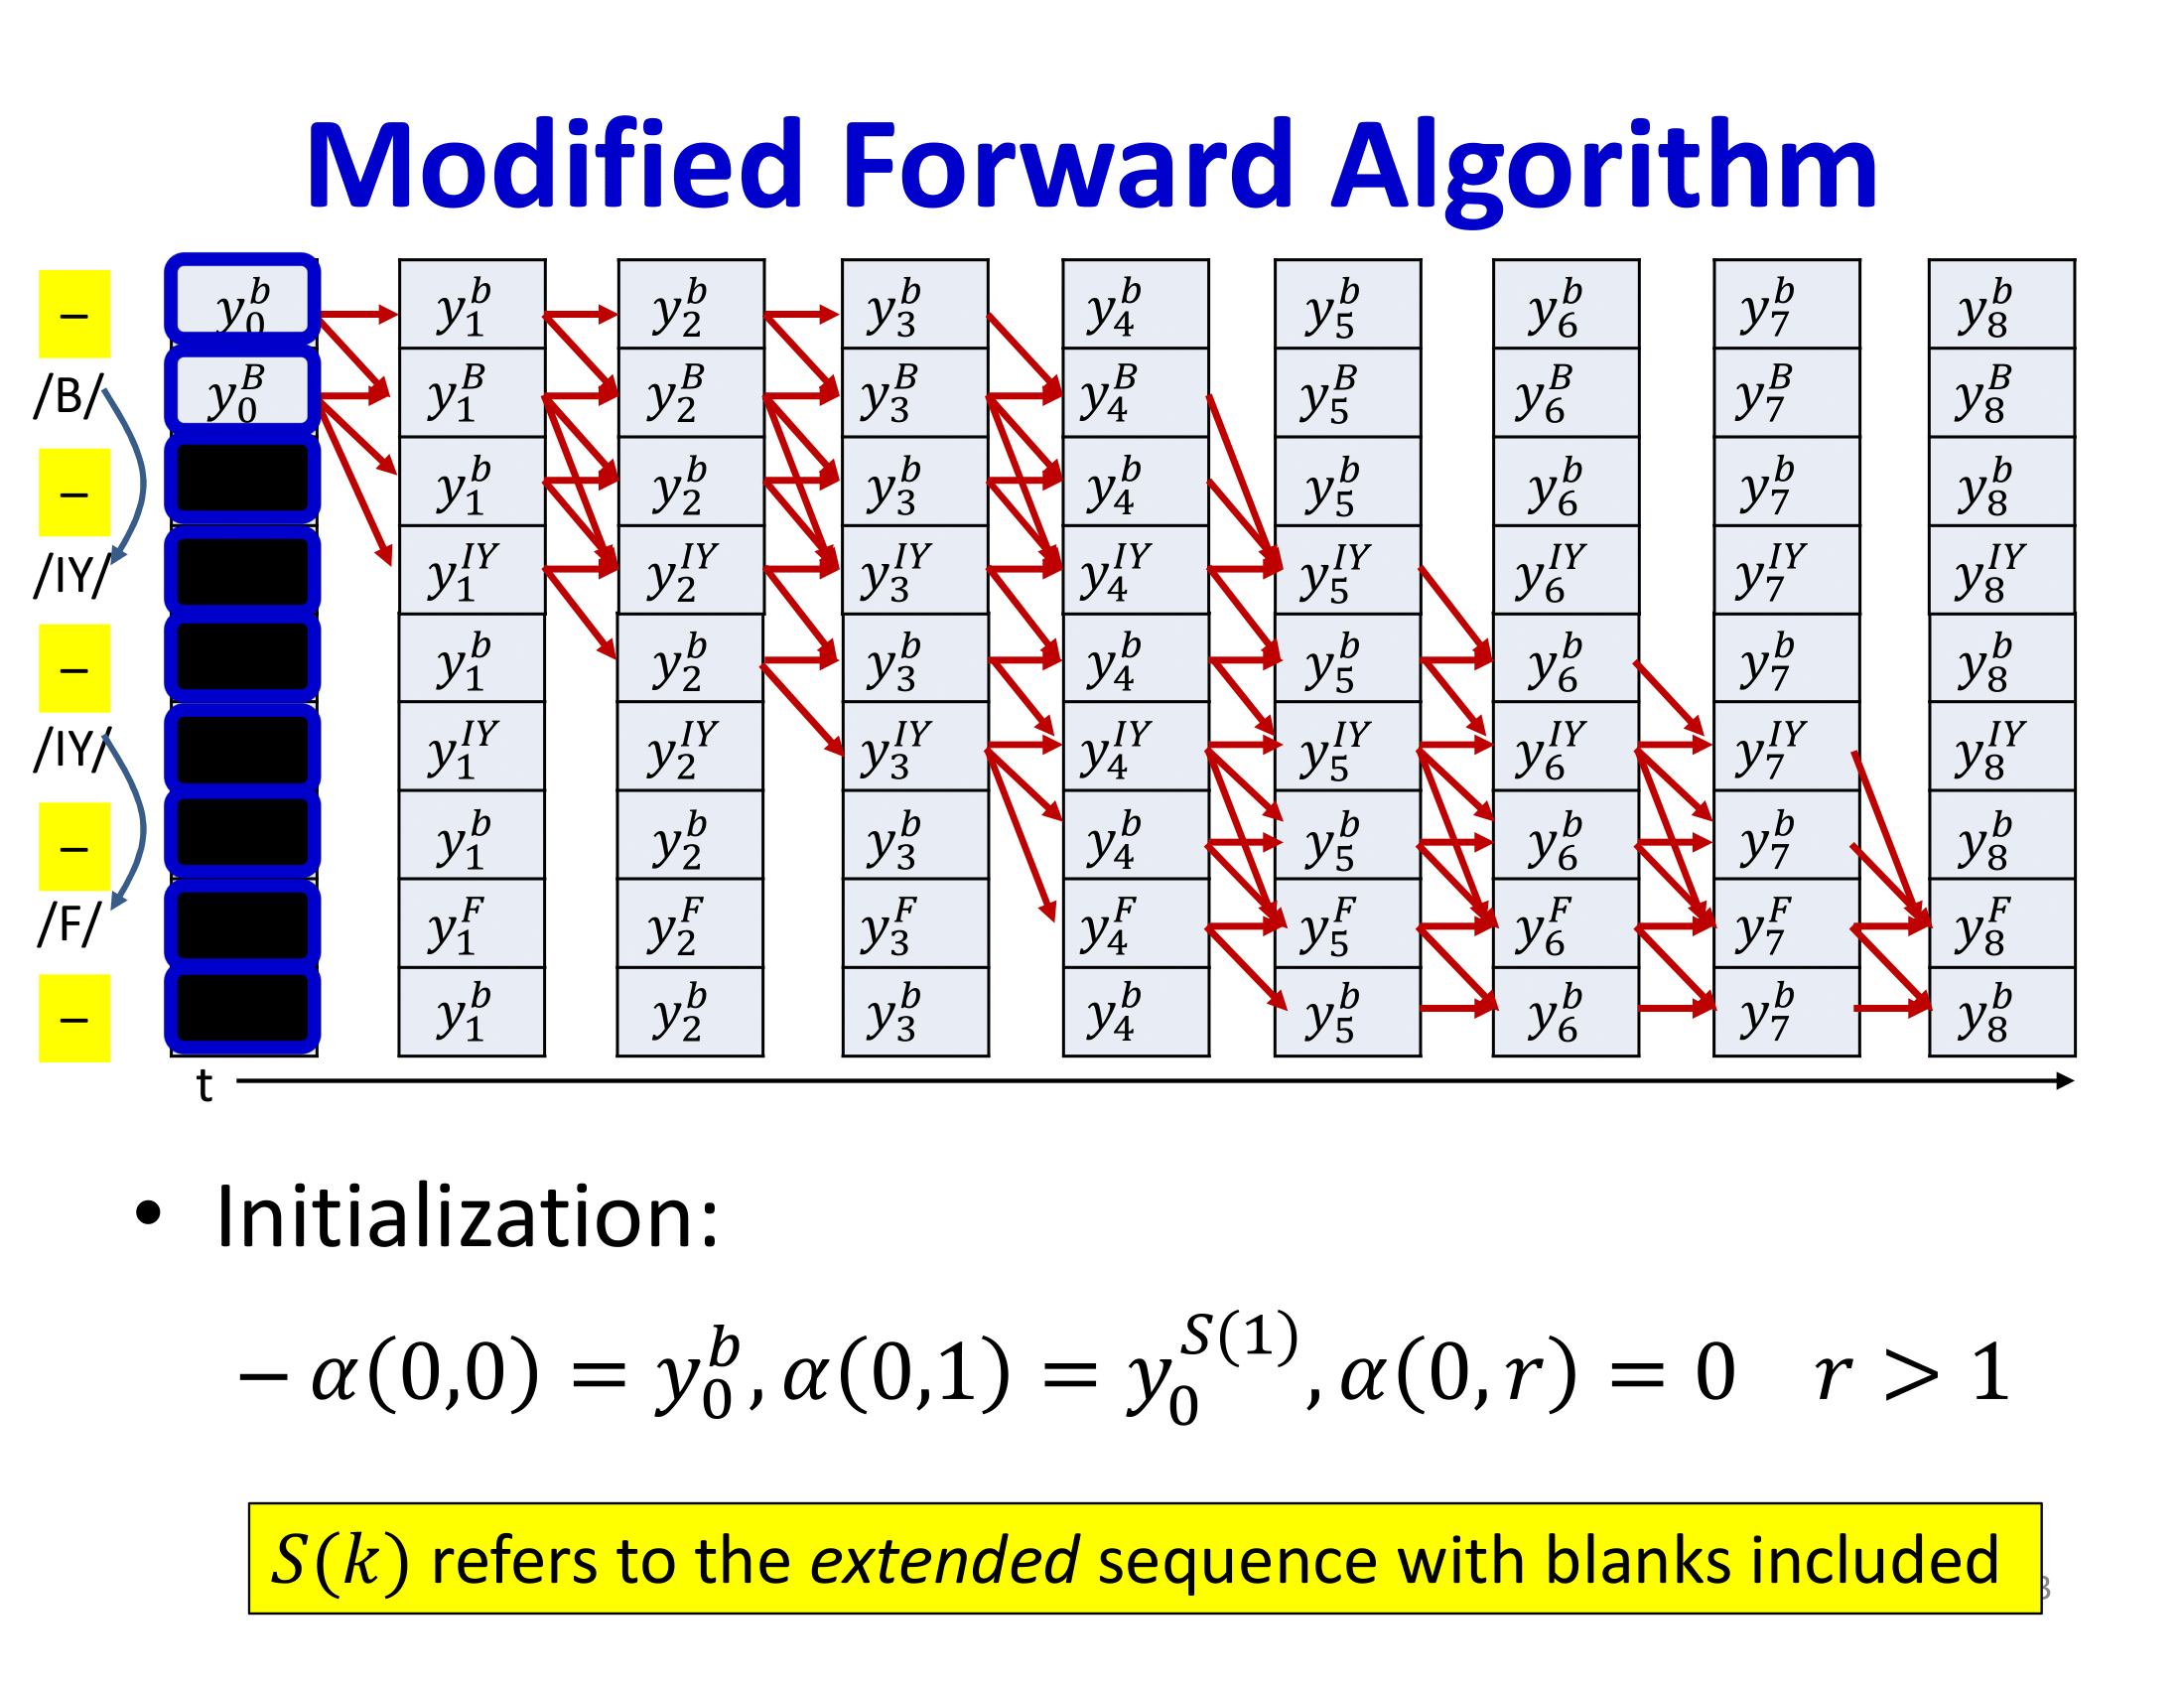 Modified Forward Algorithm
– y_0^b y_1^b y_2^b y_3^b y_4^b y_5^b y_6^b y_7^b y_8^b
/B/ y_0^B y_1^B y_2^B y_3^B y_4^B y_5^B y_6^B y_7^B y_8^B
– y_1^b y_2^b y_3^b y_4^b y_5^b y_6^b y_7^b y_8^b
/IY/ y_1^IY y_2^IY y_3^IY y_4^IY y_5^IY y_6^IY y_7^IY y_8^IY
– y_1^b y_2^b y_3^b y_4^b y_5^b y_6^b y_7^b y_8^b
/IY/ y_1^IY y_2^IY y_3^IY y_4^IY y_5^IY y_6^IY y_7^IY y_8^IY
– y_1^b y_2^b y_3^b y_4^b y_5^b y_6^b y_7^b y_8^b
/F/ y_1^F y_2^F y_3^F y_4^F y_5^F y_6^F y_7^F y_8^F
– y_1^b y_2^b y_3^b y_4^b y_5^b y_6^b y_7^b y_8^b
t
• Initialization:
– α(0,0) = y_0^b, α(0,1) = y_0^S(1), α(0,r) = 0 r > 1
S(k) refers to the extended sequence with blanks included